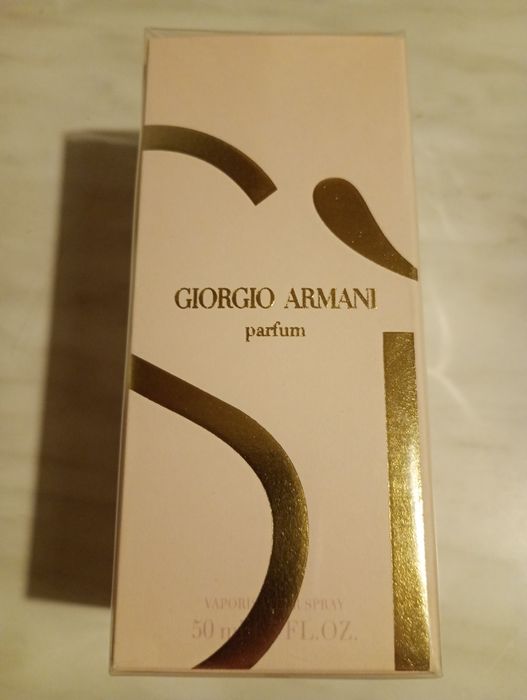 Sì
GIORGIO ARMANI
parfum
SPRAY
50 FL.OZ.